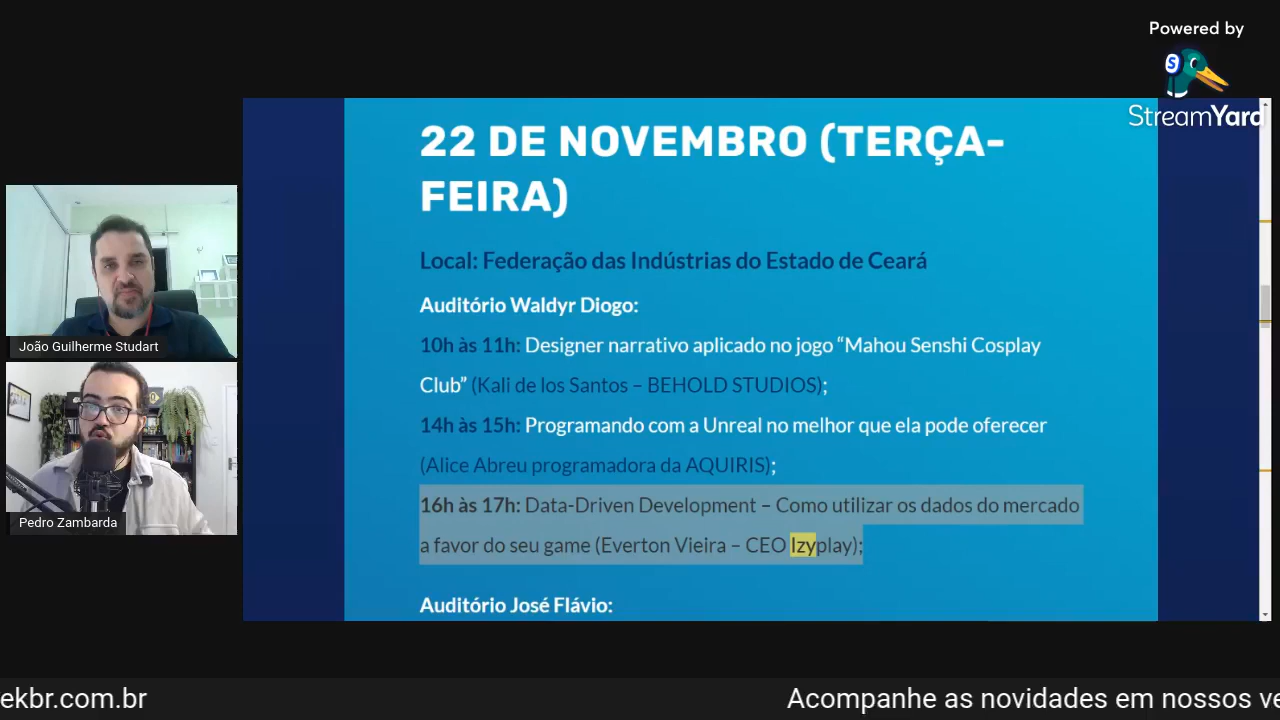 Powered by
StreamYard
22 DE NOVEMBRO (TERÇA-
FEIRA)
Local: Federação das Indústrias do Estado de Ceará
Auditório Waldyr Diogo:
10h às 11h: Designer narrativo aplicado no jogo “Mahou Senshi Cosplay
Club” (Kali de los Santos – BEHOLD STUDIOS);
14h às 15h: Programando com a Unreal no melhor que ela pode oferecer
(Alice Abreu programadora da AQUIRIS);
16h às 17h: Data-Driven Development – Como utilizar os dados do mercado
a favor do seu game (Everton Vieira – CEO Izyplay);
Auditório José Flávio:
João Guilherme Studart
Pedro Zambarda
ekbr.com.br
Acompanhe as novidades em nossos ve